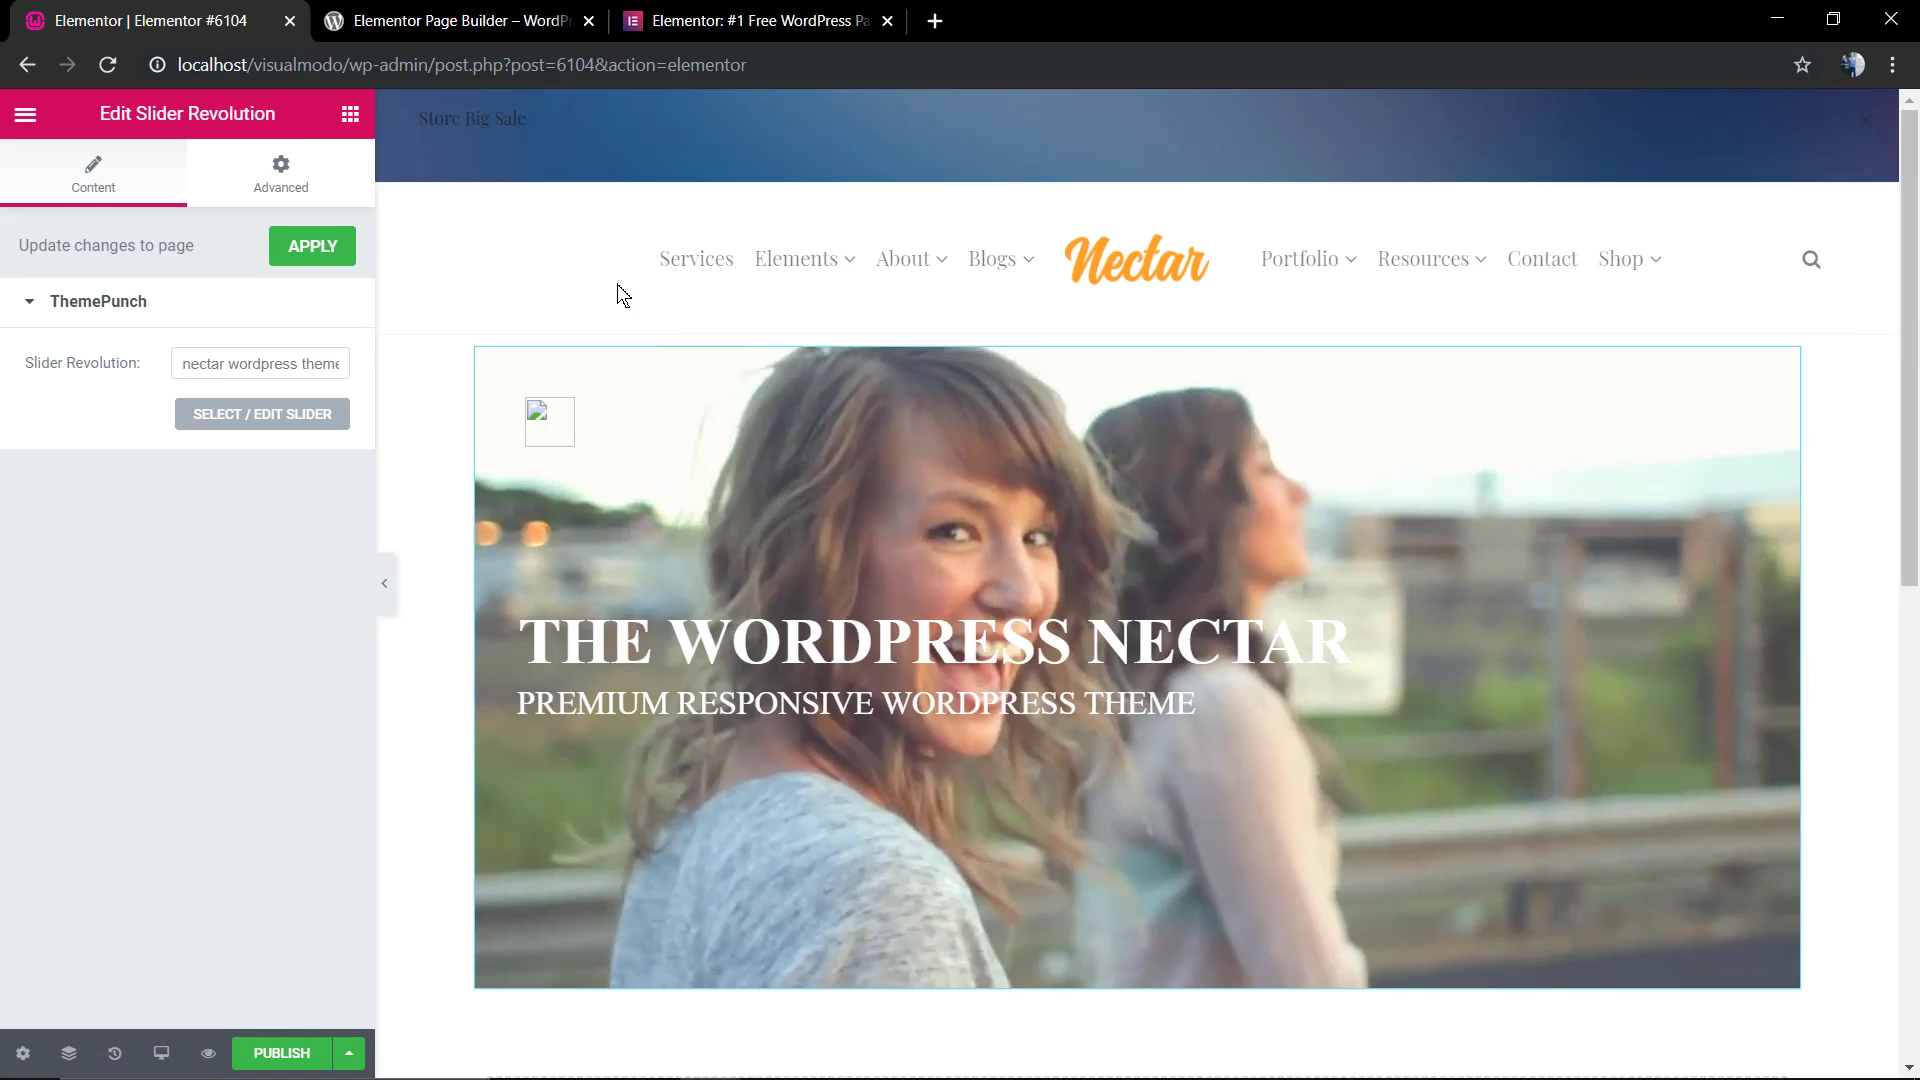 Elementor | Elementor #6104
Elementor Page Builder – WordP
Elementor: #1 Free WordPress Pa
localhost/visualmodo/wp-admin/post.php?post=6104&action=elementor
Edit Slider Revolution
Content
Advanced
Update changes to page
APPLY
ThemePunch
Slider Revolution:
nectar wordpress theme
SELECT / EDIT SLIDER
PUBLISH
Store Big Sale
Services
Elements
About
Blogs
Nectar
Portfolio
Resources
Contact
Shop
THE WORDPRESS NECTAR
PREMIUM RESPONSIVE WORDPRESS THEME